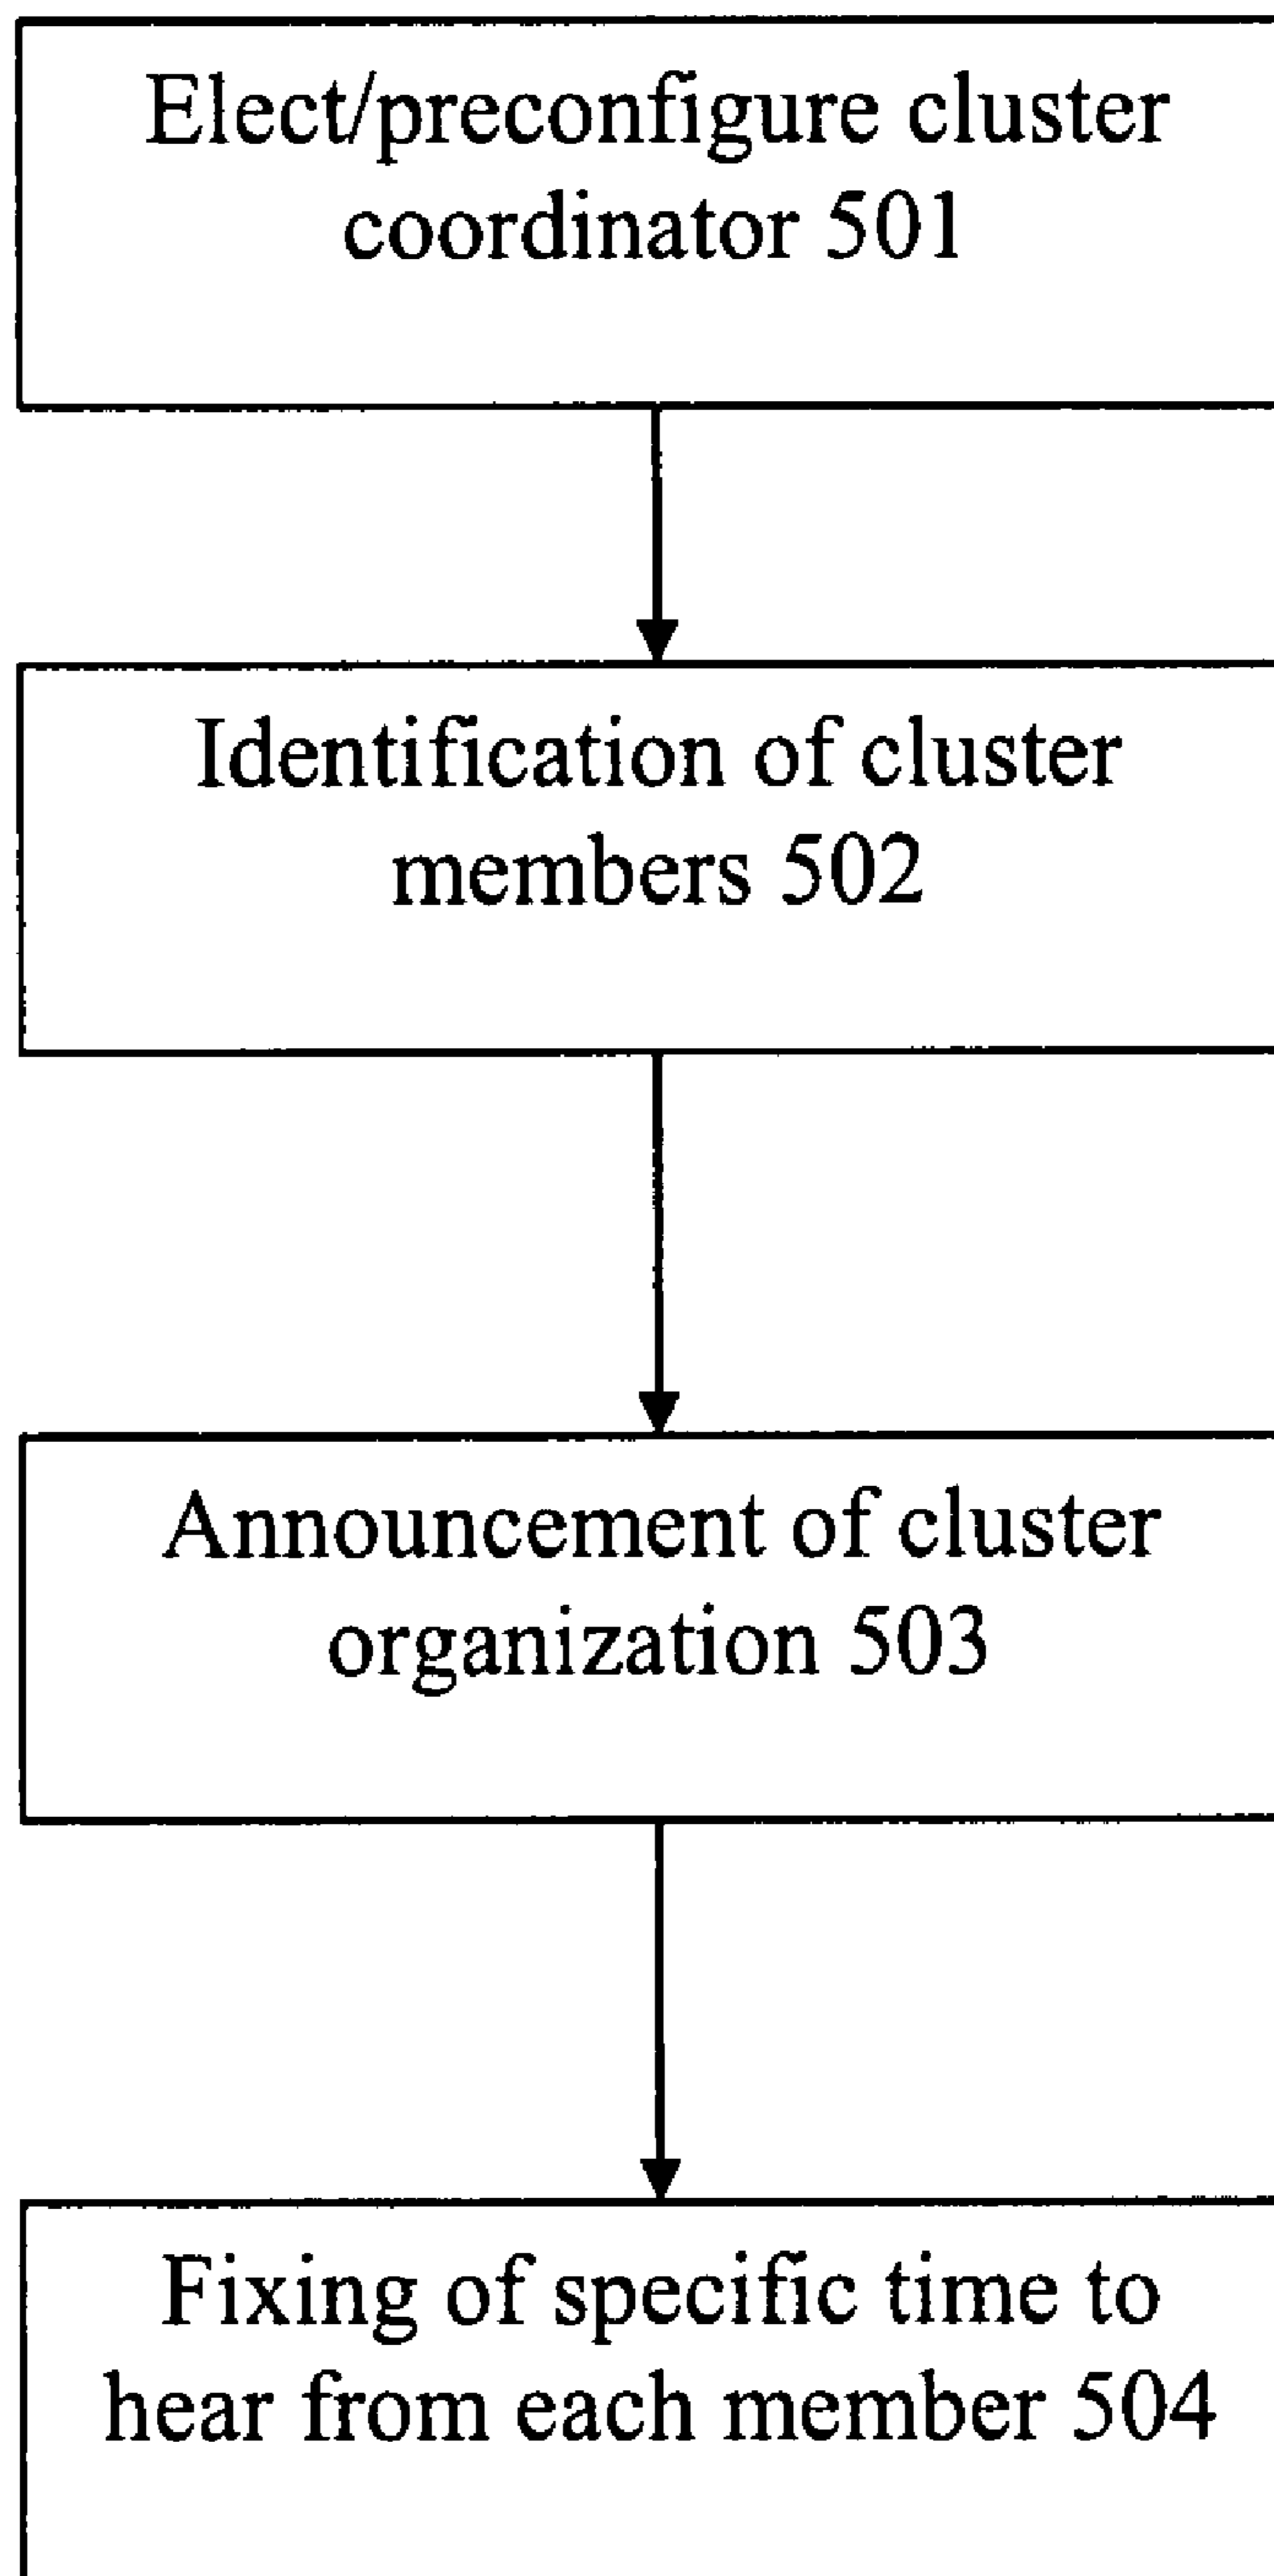 Elect/preconfigure cluster
coordinator 501
Identification of cluster
members 502
Announcement of cluster
organization 503
Fixing of specific time to
hear from each member 504